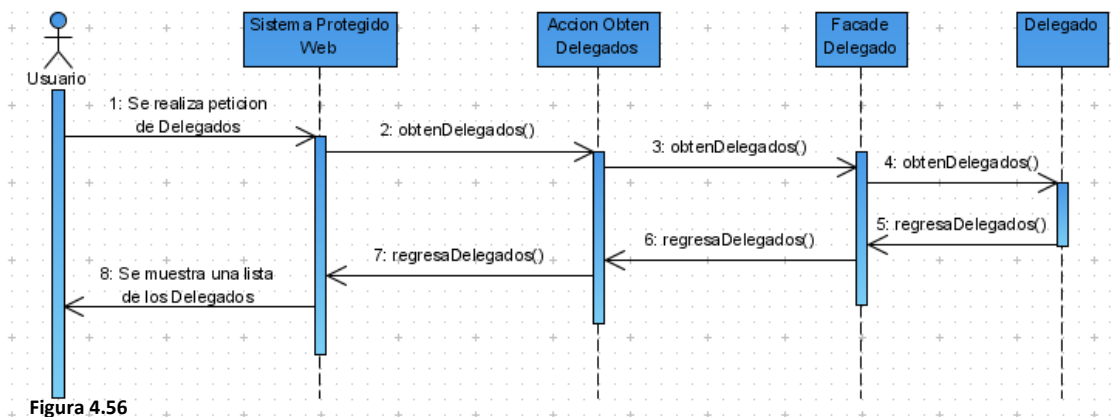 Sistema Protegido
Web
Accion Obten
Delegados
Facade
Delegado
Delegado
Usuario
1: Se realiza peticion
de Delegados
2: obtenDelegados()
3: obtenDelegados()
4: obtenDelegados()
5: regresaDelegados()
6: regresaDelegados()
7: regresaDelegados()
8: Se muestra una lista
de los Delegados
Figura 4.56